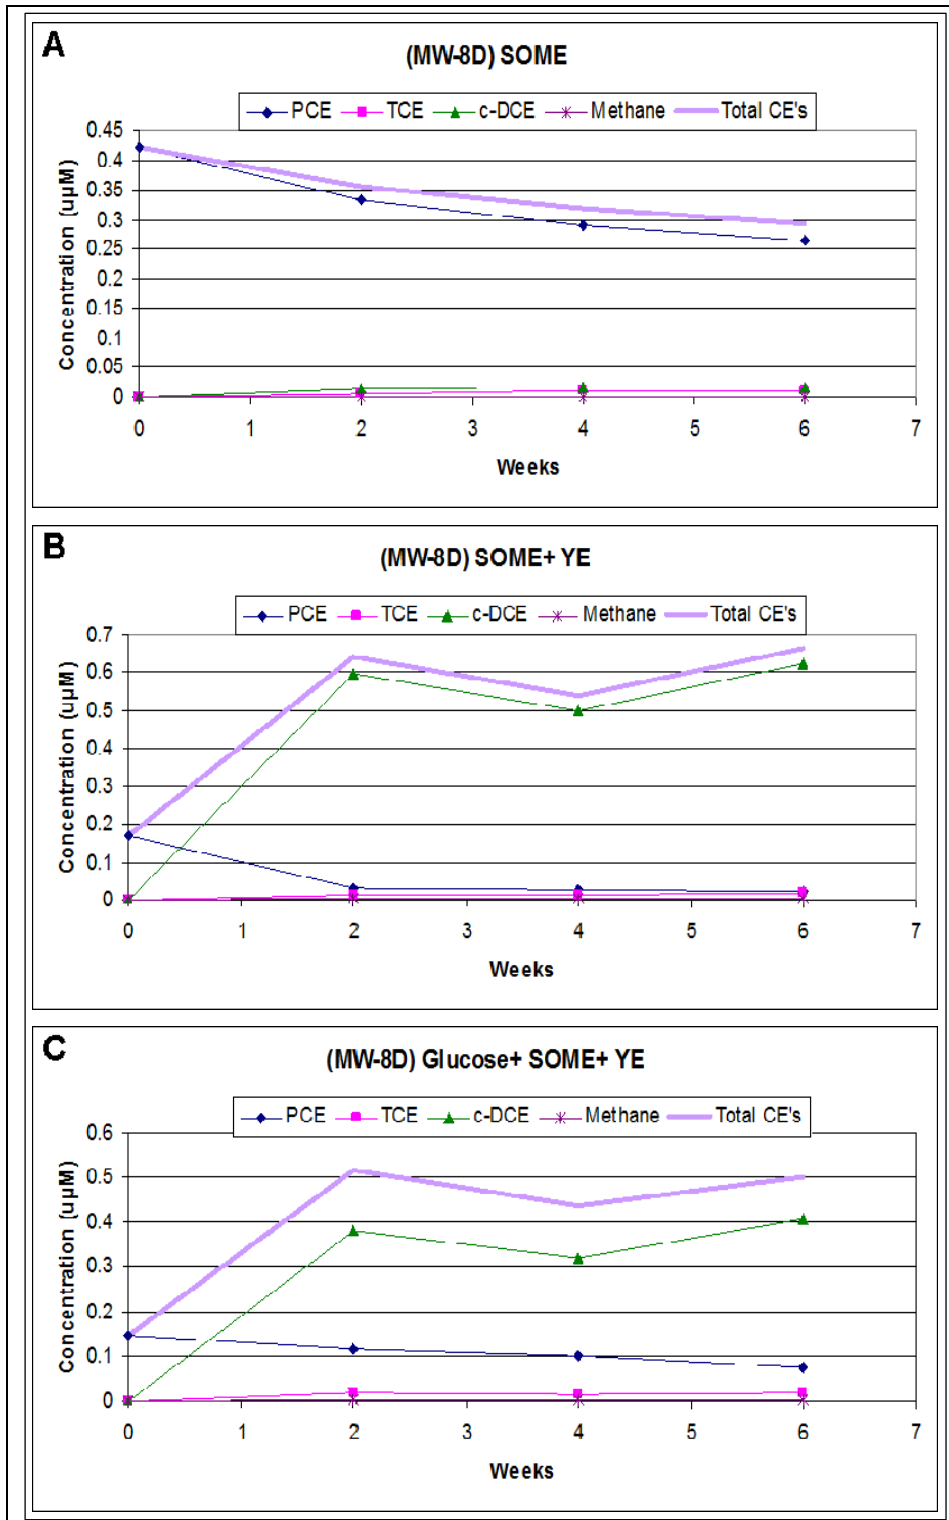 A
(MW-8D) SOME
PCE TCE c-DCE Methane Total CE's
Concentration (uµM)
0.45
0.4
0.35
0.3
0.25
0.2
0.15
0.1
0.05
0
0 1 2 3 4 5 6 7
Weeks
B
(MW-8D) SOME+ YE
PCE TCE c-DCE Methane Total CE's
Concentration (uµM)
0.7
0.6
0.5
0.4
0.3
0.2
0.1
0
0 1 2 3 4 5 6 7
Weeks
C
(MW-8D) Glucose+ SOME+ YE
PCE TCE c-DCE Methane Total CE's
Concentration (uµM)
0.6
0.5
0.4
0.3
0.2
0.1
0
0 1 2 3 4 5 6 7
Weeks